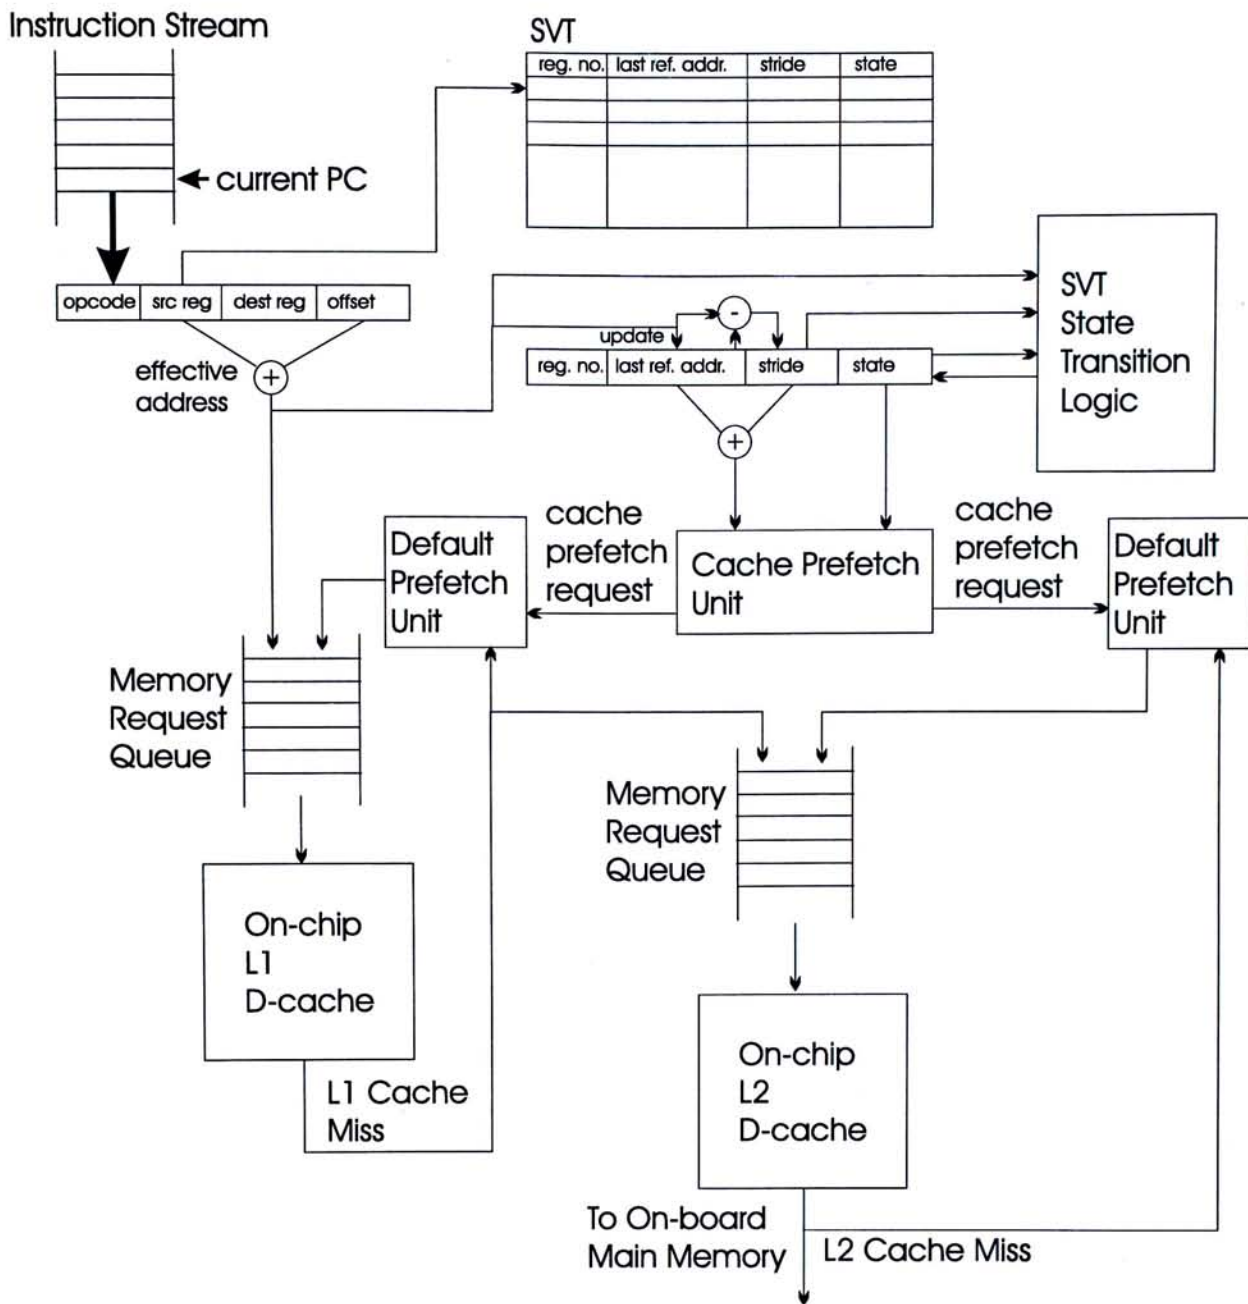 Instruction Stream
SVT
reg. no. last ref. addr. stride state
current PC
opcode src reg dest reg offset
effective
address
+
update
-
reg. no. last ref. addr. stride state
+
SVT
State
Transition
Logic
Default
Prefetch
Unit
cache
prefetch
request
Cache Prefetch
Unit
cache
prefetch
request
Default
Prefetch
Unit
Memory
Request
Queue
Memory
Request
Queue
On-chip
L1
D-cache
L1 Cache
Miss
On-chip
L2
D-cache
To On-board
Main Memory
L2 Cache Miss